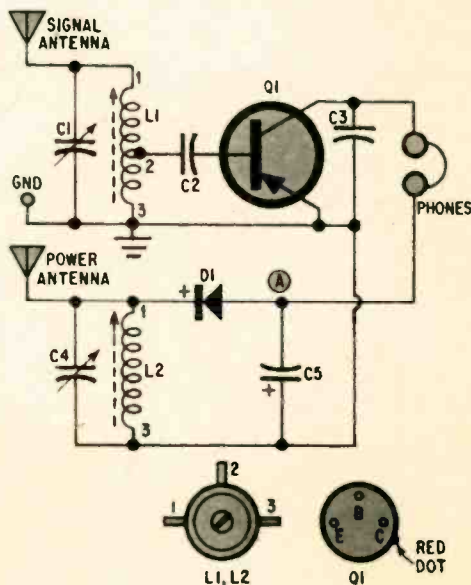 SIGNAL
ANTENNA
1
Q1
C3
C1
L1
2
C2
PHONES
GND
3
POWER
ANTENNA
D1
+
A
1
C4
L2
C5
+
3
2
1
3
B
E
C
RED
DOT
L1, L2
Q1